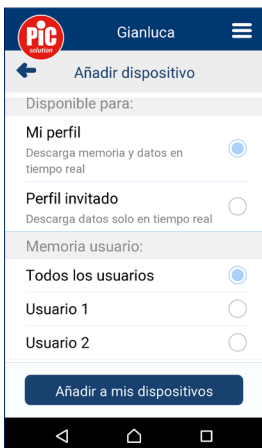 PiC
solution
Gianluca
Añadir dispositivo
Disponible para:
Mi perfil
Descarga memoria y datos en
tiempo real
Perfil invitado
Descarga datos solo en tiempo real
Memoria usuario:
Todos los usuarios
Usuario 1
Usuario 2
Añadir a mis dispositivos